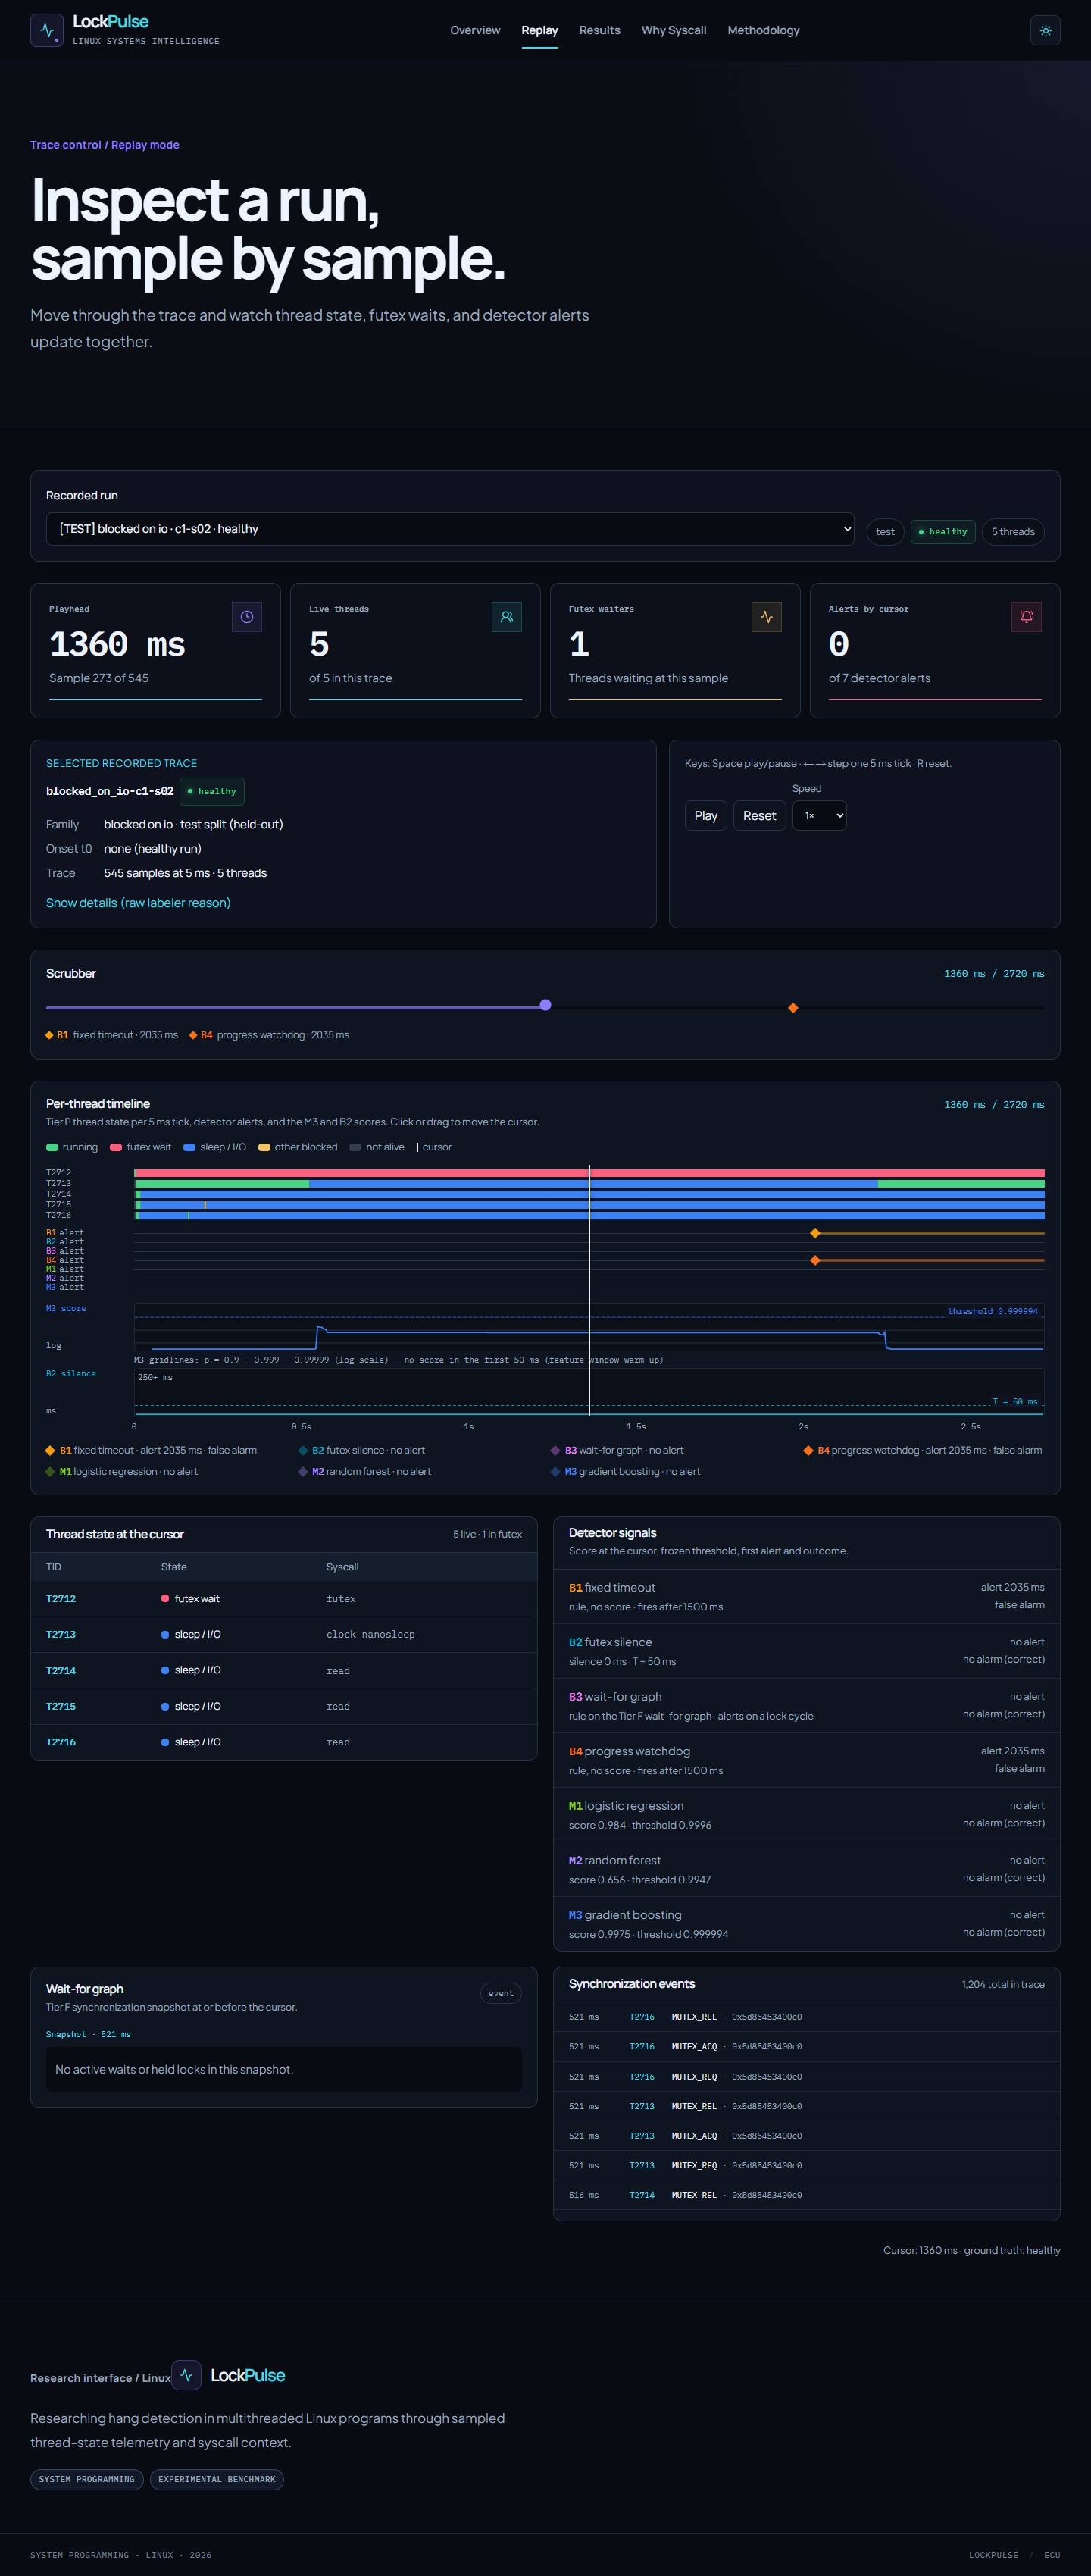 LockPulse
LINUX SYSTEMS INTELLIGENCE
Overview
Replay
Results
Why Syscall
Methodology
Trace control / Replay mode
Inspect a run,
sample by sample.
Move through the trace and watch thread state, futex waits, and detector alerts
update together.
Recorded run
[TEST] blocked on io · c1-s02 · healthy
test
healthy
5 threads
Playhead
1360 ms
Sample 273 of 545
Live threads
5
of 5 in this trace
Futex waiters
1
Threads waiting at this sample
Alerts by cursor
0
of 7 detector alerts
SELECTED RECORDED TRACE
blocked_on_io-c1-s02 healthy
Family blocked on io · test split (held-out)
Onset t0 none (healthy run)
Trace 545 samples at 5 ms · 5 threads
Show details (raw labeler reason)
Keys: Space play/pause · ←→ step one 5 ms tick · R reset.
Speed
Play
Reset
1×
Scrubber
1360 ms / 2720 ms
B1 fixed timeout · 2035 ms
B4 progress watchdog · 2035 ms
Per-thread timeline
1360 ms / 2720 ms
Tier P thread state per 5 ms tick, detector alerts, and the M3 and B2 scores. Click or drag to move the cursor.
running
futex wait
sleep / I/O
other blocked
not alive
cursor
T2712
T2713
T2714
T2715
T2716
B1 alert
B2 alert
B3 alert
B4 alert
M1 alert
M2 alert
M3 alert
M3 score
threshold 0.999994
log
M3 gridlines: p = 0.9 · 0.999 · 0.99999 (log scale) · no score in the first 50 ms (feature-window warm-up)
B2 silence
250+ ms
T = 50 ms
ms
0 0.5s 1s 1.5s 2s 2.5s
B1 fixed timeout · alert 2035 ms · false alarm
B2 futex silence · no alert
B3 wait-for graph · no alert
B4 progress watchdog · alert 2035 ms · false alarm
M1 logistic regression · no alert
M2 random forest · no alert
M3 gradient boosting · no alert
Thread state at the cursor
5 live · 1 in futex
TID State Syscall
T2712 futex wait futex
T2713 sleep / I/O clock_nanosleep
T2714 sleep / I/O read
T2715 sleep / I/O read
T2716 sleep / I/O read
Detector signals
Score at the cursor, frozen threshold, first alert and outcome.
B1 fixed timeout alert 2035 ms
rule, no score · fires after 1500 ms false alarm
B2 futex silence no alert
silence 0 ms · T = 50 ms no alarm (correct)
B3 wait-for graph no alert
rule on the Tier F wait-for graph · alerts on a lock cycle no alarm (correct)
B4 progress watchdog alert 2035 ms
rule, no score · fires after 1500 ms false alarm
M1 logistic regression no alert
score 0.984 · threshold 0.9996 no alarm (correct)
M2 random forest no alert
score 0.656 · threshold 0.9947 no alarm (correct)
M3 gradient boosting no alert
score 0.9975 · threshold 0.999994 no alarm (correct)
Wait-for graph
event
Tier F synchronization snapshot at or before the cursor.
Snapshot · 521 ms
No active waits or held locks in this snapshot.
Synchronization events
1,204 total in trace
521 ms T2716 MUTEX_REL · 0x5d85453400c0
521 ms T2716 MUTEX_ACQ · 0x5d85453400c0
521 ms T2716 MUTEX_REQ · 0x5d85453400c0
521 ms T2713 MUTEX_REL · 0x5d85453400c0
521 ms T2713 MUTEX_ACQ · 0x5d85453400c0
521 ms T2713 MUTEX_REQ · 0x5d85453400c0
516 ms T2714 MUTEX_REL · 0x5d85453400c0
Cursor: 1360 ms · ground truth: healthy
Research interface / Linux
LockPulse
Researching hang detection in multithreaded Linux programs through sampled
thread-state telemetry and syscall context.
SYSTEM PROGRAMMING
EXPERIMENTAL BENCHMARK
SYSTEM PROGRAMMING · LINUX · 2026
LOCKPULSE / ECU